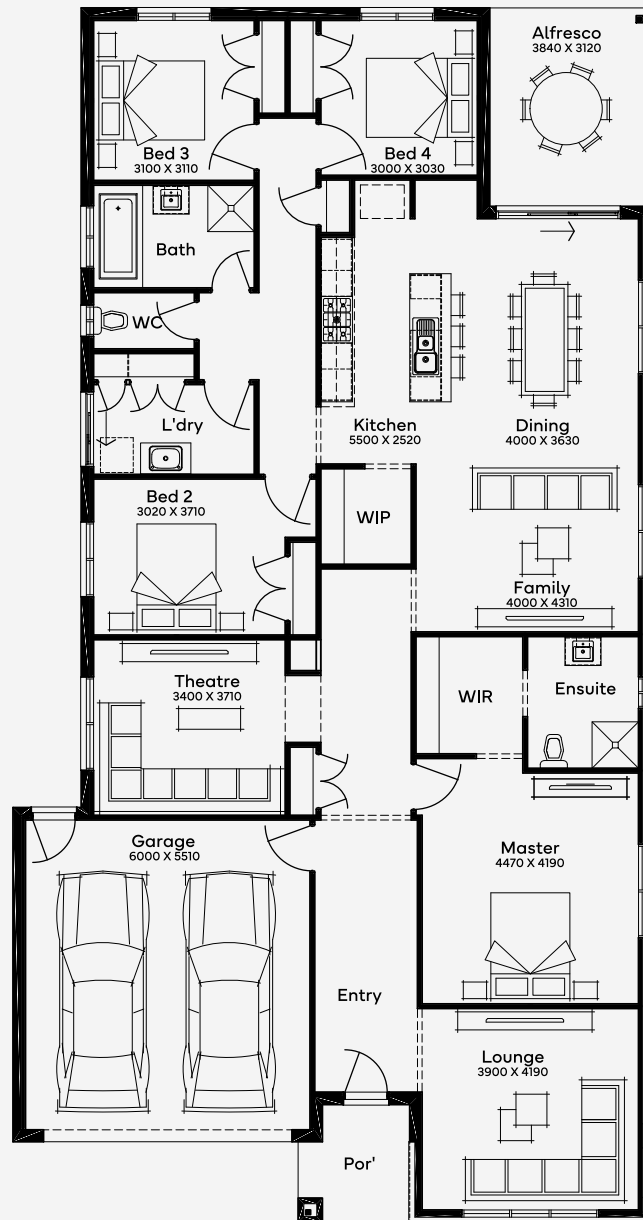 Alfresco
3840 X 3120
Bed 3
3100 X 3110
Bed 4
3000 X 3030
Bath
WC
L'dry
Kitchen
5500 X 2520
Dining
4000 X 3630
Bed 2
3020 X 3710
WIP
Family
4000 X 4310
Theatre
3400 X 3710
WIR
Ensuite
Garage
6000 X 5510
Master
4470 X 4190
Entry
Lounge
3900 X 4190
Por'